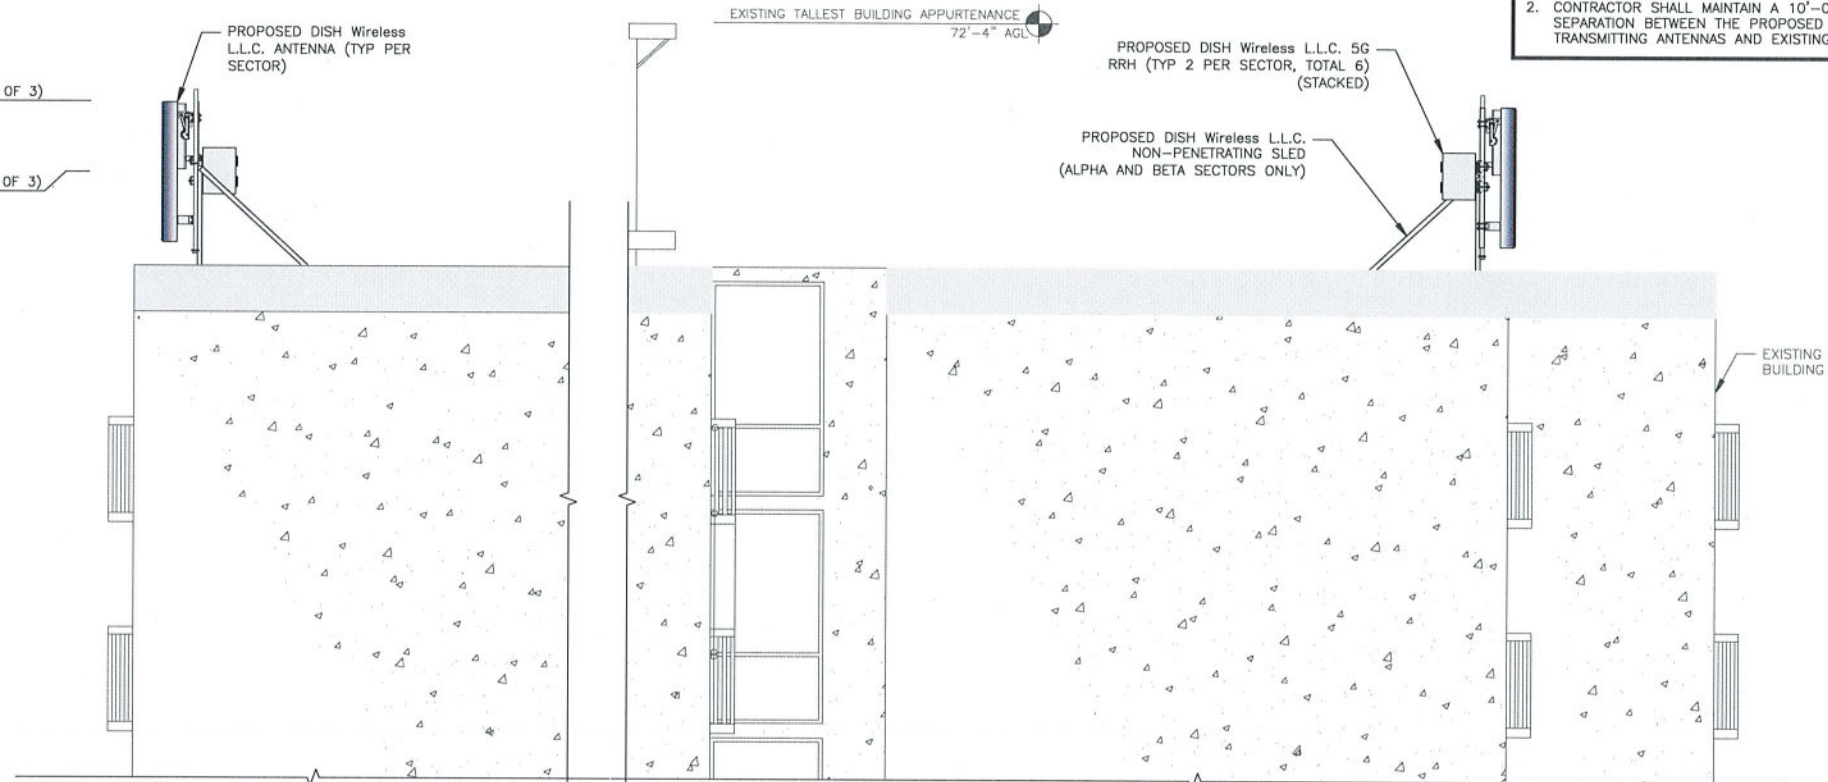 EXISTING TALLEST BUILDING APPURTENANCE
72'-4" AGL
2. CONTRACTOR SHALL MAINTAIN A 10'-0
SEPARATION BETWEEN THE PROPOSED
TRANSMITTING ANTENNAS AND EXISTING
PROPOSED DISH Wireless
L.L.C. ANTENNA (TYP PER
SECTOR)
PROPOSED DISH Wireless L.L.C. 5G
RRH (TYP 2 PER SECTOR, TOTAL 6)
(STACKED)
OF 3)
PROPOSED DISH Wireless L.L.C.
NON-PENETRATING SLED
(ALPHA AND BETA SECTORS ONLY)
OF 3)
EXISTING
BUILDING